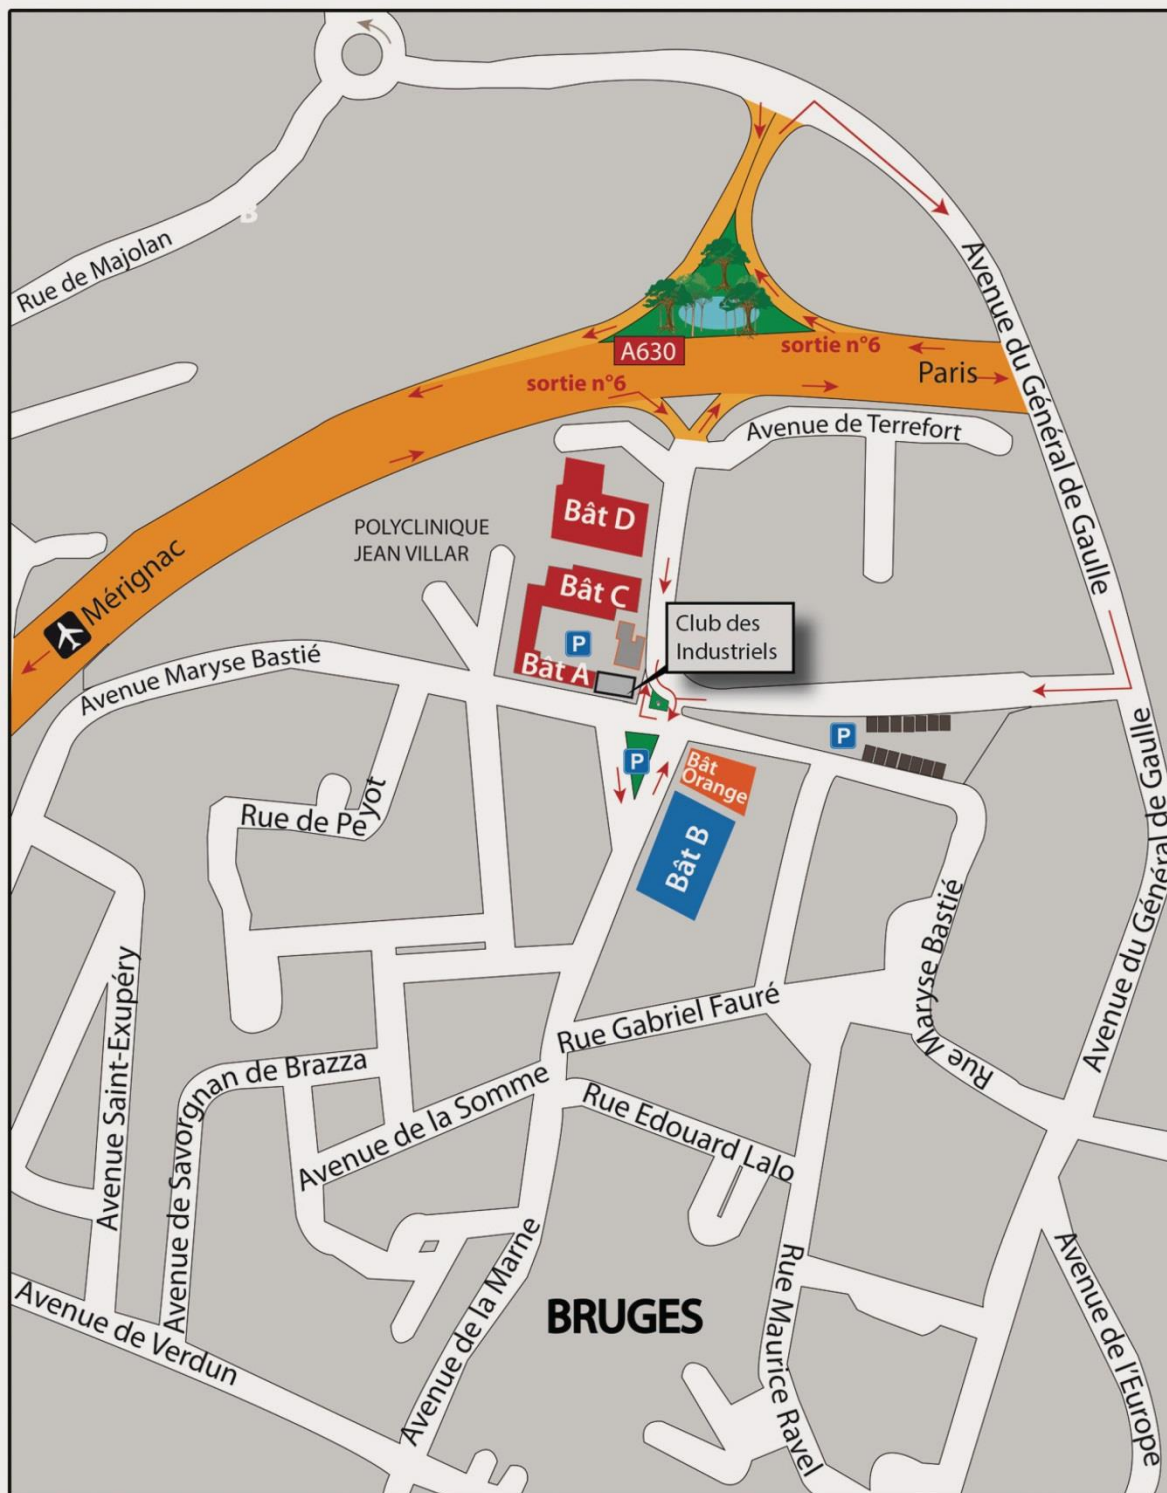 B
Rue de Majolan
Avenue du Général de Gaulle
A630
sortie n°6
Paris
sortie n°6
Avenue de Terrefort
Bât D
POLYCLINIQUE
JEAN VILLAR
Mérignac
Bât C
P
Club des
Industriels
Bât A
Avenue Maryse Bastié
P
P
Bât
Orange
Bât B
Rue de Peyot
Avenue du Général de Gaulle
Rue Maryse Bastié
Avenue Saint-Exupéry
Rue Gabriel Fauré
Avenue de Savorgnan de Brazza
Avenue de la Somme
Rue Edouard Lalo
Avenue de la Marne
BRUGES
Rue Maurice Ravel
Avenue de l'Europe
Avenue de Verdun